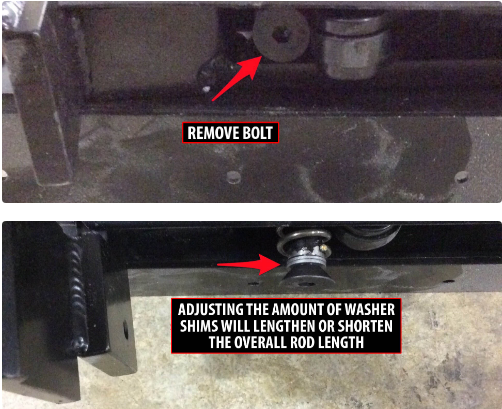 REMOVE BOLT
ADJUSTING THE AMOUNT OF WASHER
SHIMS WILL LENGTHEN OR SHORTEN
THE OVERALL ROD LENGTH